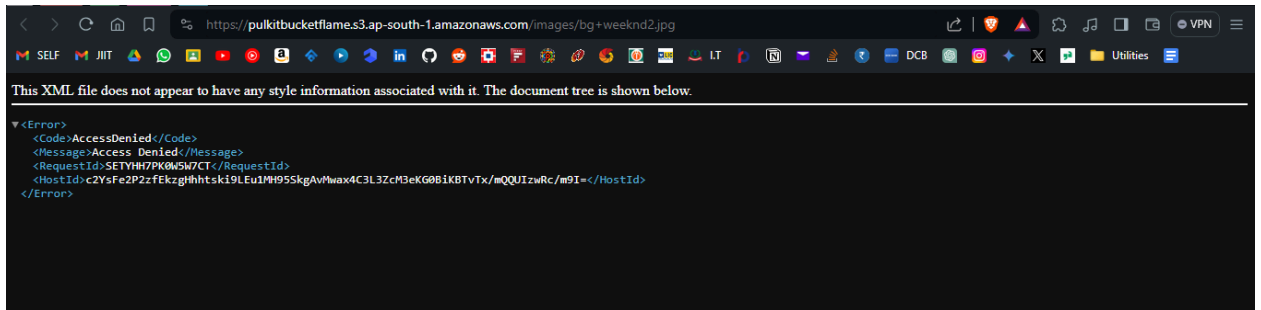 https://pulkitbucketflame.s3.ap-south-1.amazonaws.com/images/bg+weeknd2.jpg VPN
SELF JIIT a in LT DCB X Utilities
This XML file does not appear to have any style information associated with it. The document tree is shown below.
▼<Error>
<Code>AccessDenied</Code>
<Message>Access Denied</Message>
<RequestId>SETYHH7PK0W5W7CT</RequestId>
<HostId>c2YsFe2P2zfEkzgHhhtski9LEu1MH95SkgAvMwax4C3L3ZcM3eKG0BiKBTvTx/mQQUIzwRc/m9I=</HostId>
</Error>